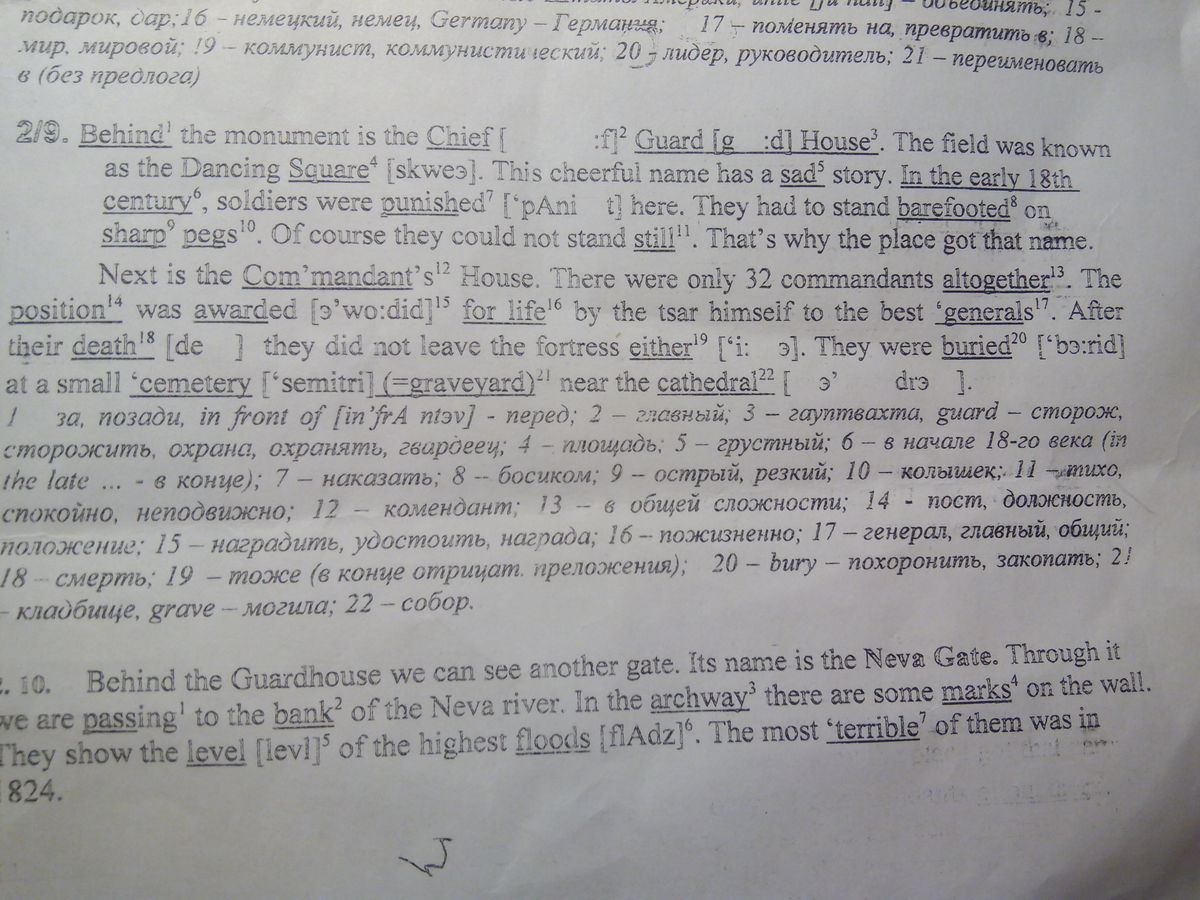 подарок, дар; 16 – немецкий, немец, Germany – Германия; 17 – поменять на, превратить в; 18 – объединять; 15 -
мир, мировой; 19 – коммунист, коммунистический; 20 – лидер, руководитель; 21 – переименовать
в (без предлога)
2/9. Behind¹ the monument is the Chief [ :f]² Guard [g :d] House³. The field was known
as the Dancing Square⁴ [skweэ]. This cheerful name has a sad⁵ story. In the early 18th
century⁶, soldiers were punished⁷ [‘pAni t] here. They had to stand barefooted⁸ on
sharp⁹ pegs¹⁰. Of course they could not stand still¹¹. That’s why the place got that name.
Next is the Com’mandant’s¹² House. There were only 32 commandants altogether¹³. The
position¹⁴ was awarded [э’wo:did]¹⁵ for life¹⁶ by the tsar himself to the best ‘generals¹⁷. After
their death¹⁸ [de ] they did not leave the fortress either¹⁹ [‘i: э]. They were buried²⁰ [‘bэ:rid]
at a small ‘cemetery [‘semitri] (=graveyard)²¹ near the cathedral²² [ э’ drэ ].
1 за, позади, in front of [in’frA ntэv] - перед; 2 – главный; 3 – гауптвахта, guard – сторож,
сторожить, охрана, охранять, гвардеец; 4 – площадь; 5 – грустный; 6 – в начале 18-го века (in
the late ... - в конце); 7 – наказать; 8 – босиком; 9 – острый, резкий; 10 – колышек; 11 – тихо,
спокойно, неподвижно; 12 – комендант; 13 – в общей сложности; 14 - пост, должность,
положение; 15 – наградить, удостоить, награда; 16 – пожизненно; 17 – генерал, главный, общий;
18 – смерть; 19 – тоже (в конце отрицат. преложения); 20 – bury – похоронить, закопать; 21
– кладбище, grave – могила; 22 – собор.
2. 10. Behind the Guardhouse we can see another gate. Its name is the Neva Gate. Through it
we are passing¹ to the bank² of the Neva river. In the archway³ there are some marks⁴ on the wall.
They show the level [levl]⁵ of the highest floods [flAdz]⁶. The most ‘terrible⁷ of them was in
1824.